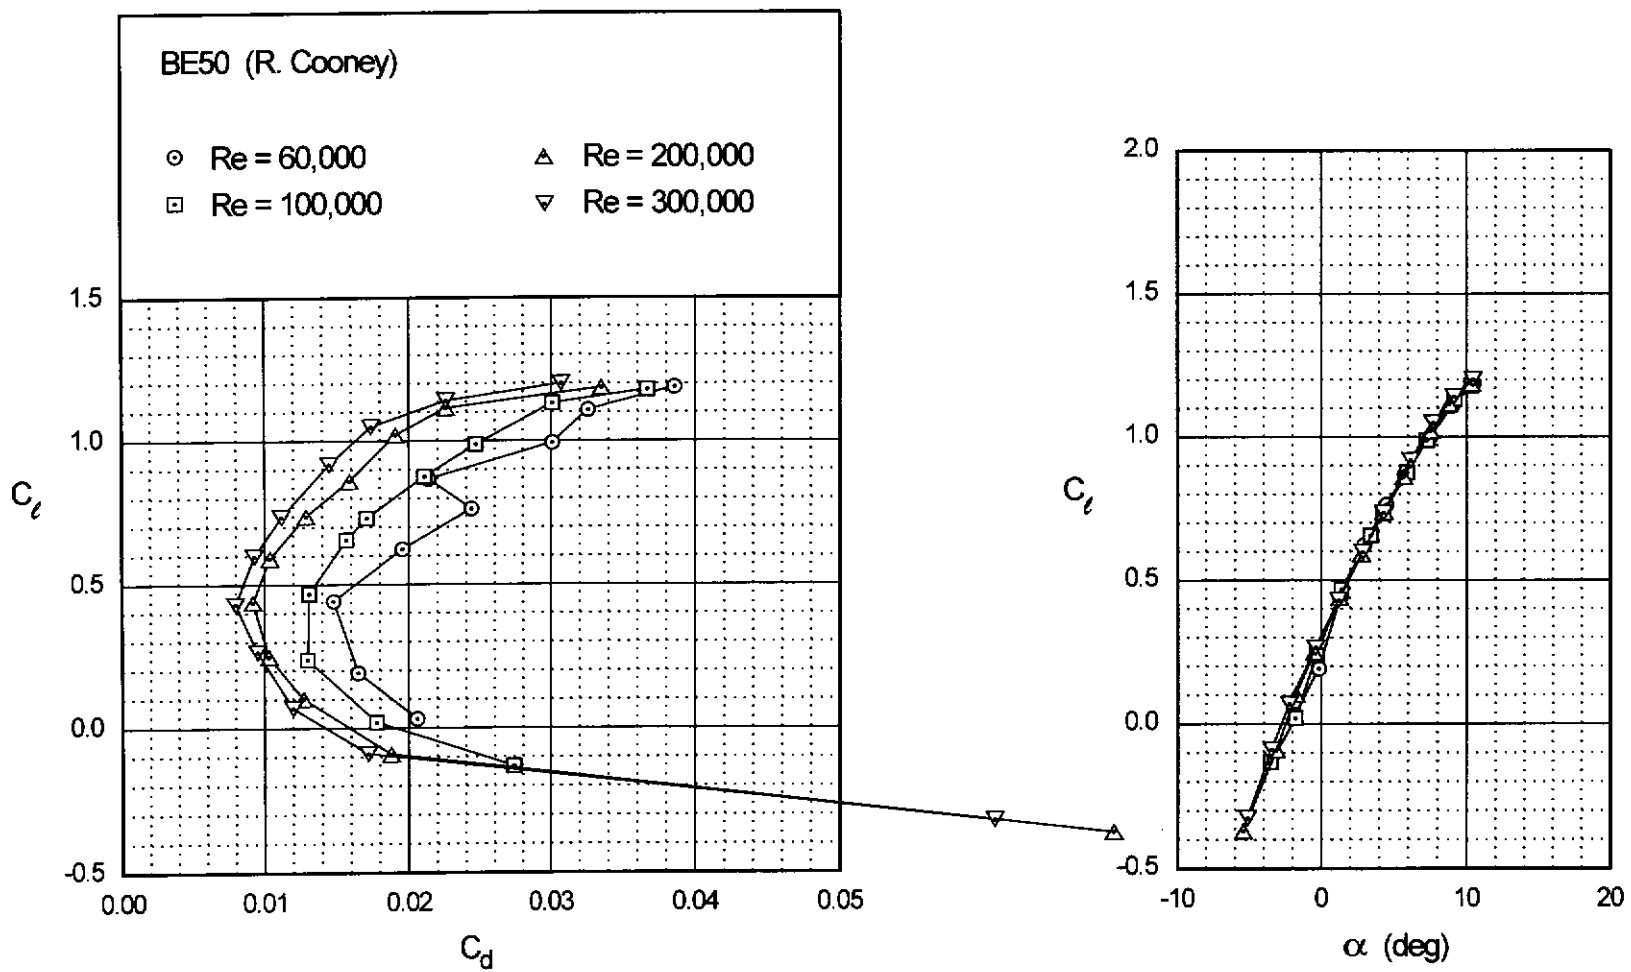 BE50 (R. Cooney)
Re = 60,000
Re = 200,000
Re = 100,000
Re = 300,000
1.5
1.0
0.5
0.0
-0.5
Cℓ
0.00
0.01
0.02
0.03
0.04
0.05
Cd
2.0
1.5
1.0
0.5
0.0
-0.5
Cℓ
-10
0
10
20
α (deg)